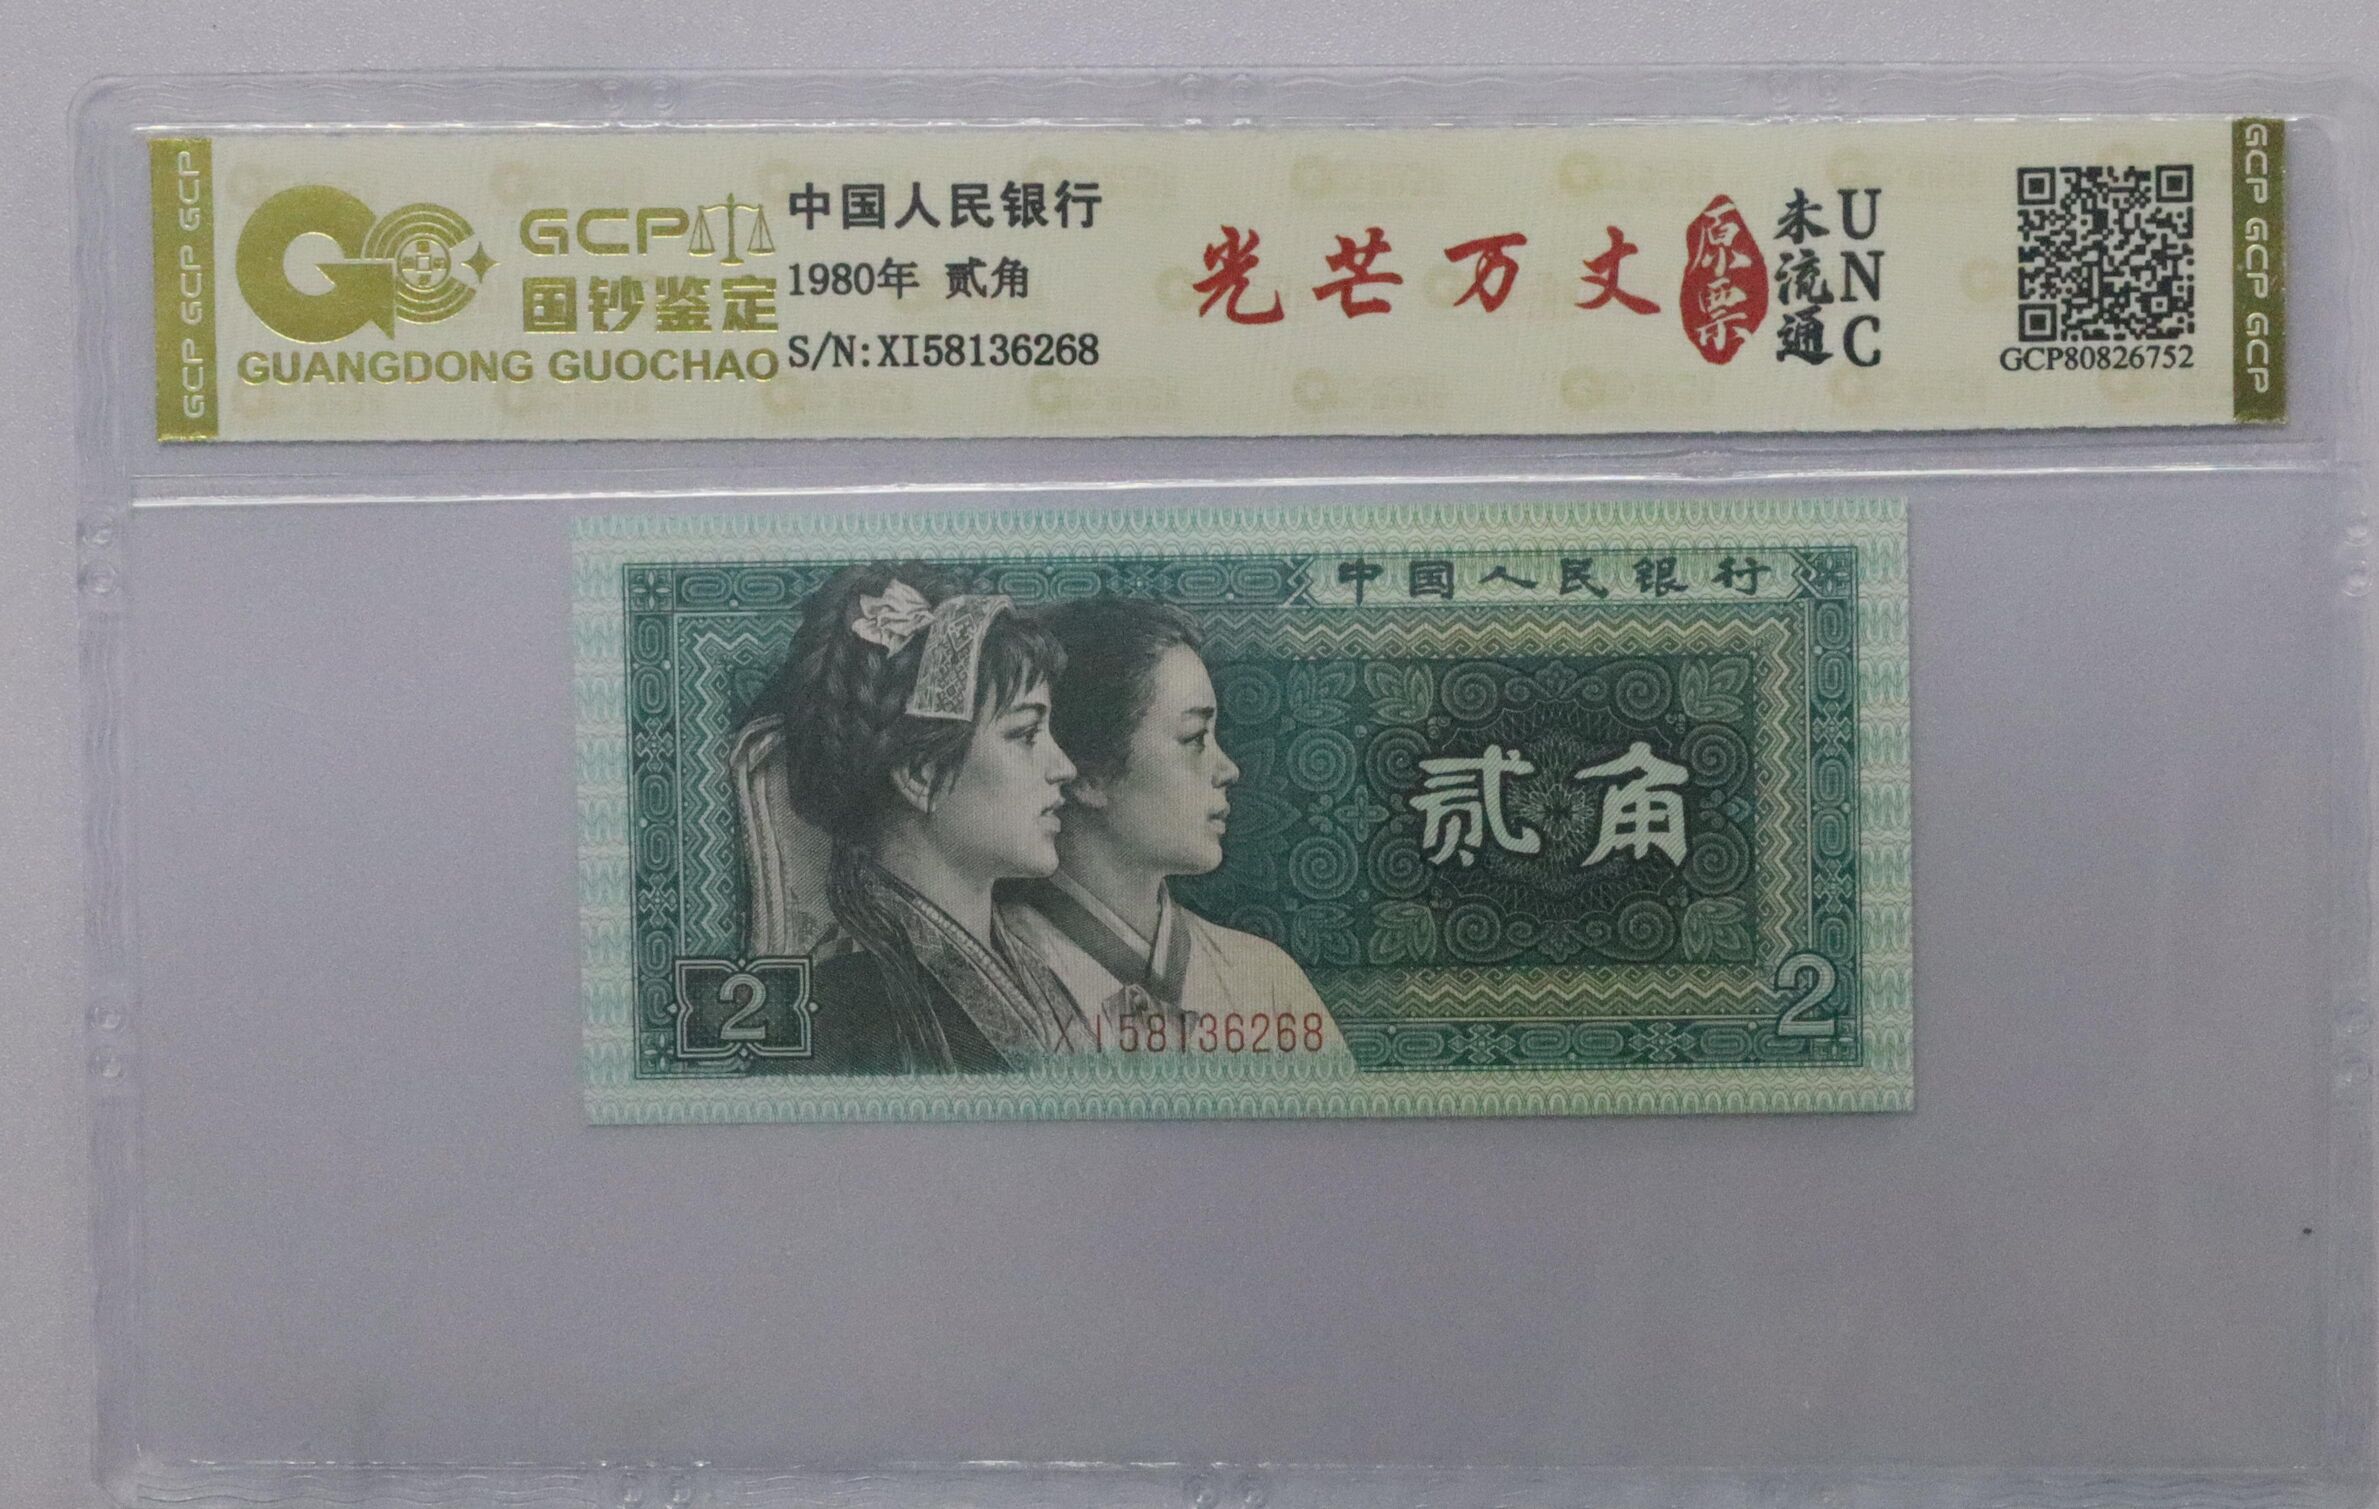 GCP GCP GCP
GCP
国钞鉴定
GUANGDONG GUOCHAO
中国人民银行
1980年 贰角
S/N:XI58136268
光芒万丈
原票
未流通
UNC
GCP80826752
GCP GCP GCP
中国人民银行
贰角
2
2
XI58136268